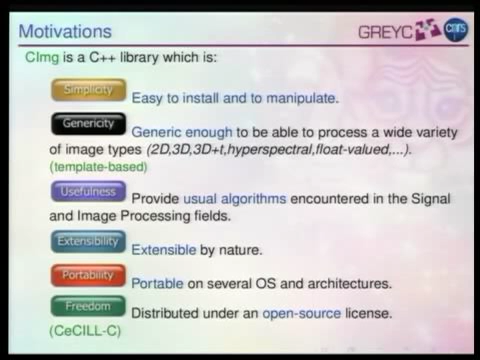 Motivations
GREYC
cnrs
CImg is a C++ library which is:
Simplicity
Easy to install and to manipulate.
Genericity
Generic enough to be able to process a wide variety
of image types (2D,3D,3D+t,hyperspectral,float-valued,...).
(template-based)
Usefulness
Provide usual algorithms encountered in the Signal
and Image Processing fields.
Extensibility
Extensible by nature.
Portability
Portable on several OS and architectures.
Freedom
Distributed under an open-source license.
(CeCILL-C)